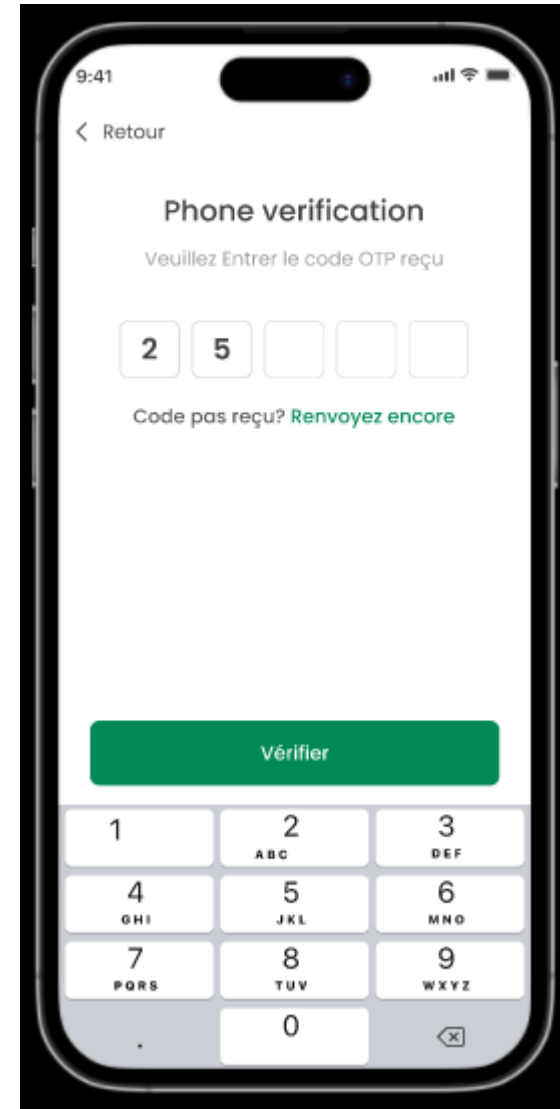 9:41
Retour
Phone verification
Veuillez Entrer le code OTP reçu
2 5
Code pas reçu? Renvoyez encore
Vérifier
1 2 3
ABC DEF
4 5 6
GHI JKL MNO
7 8 9
PQRS TUV WXYZ
. 0